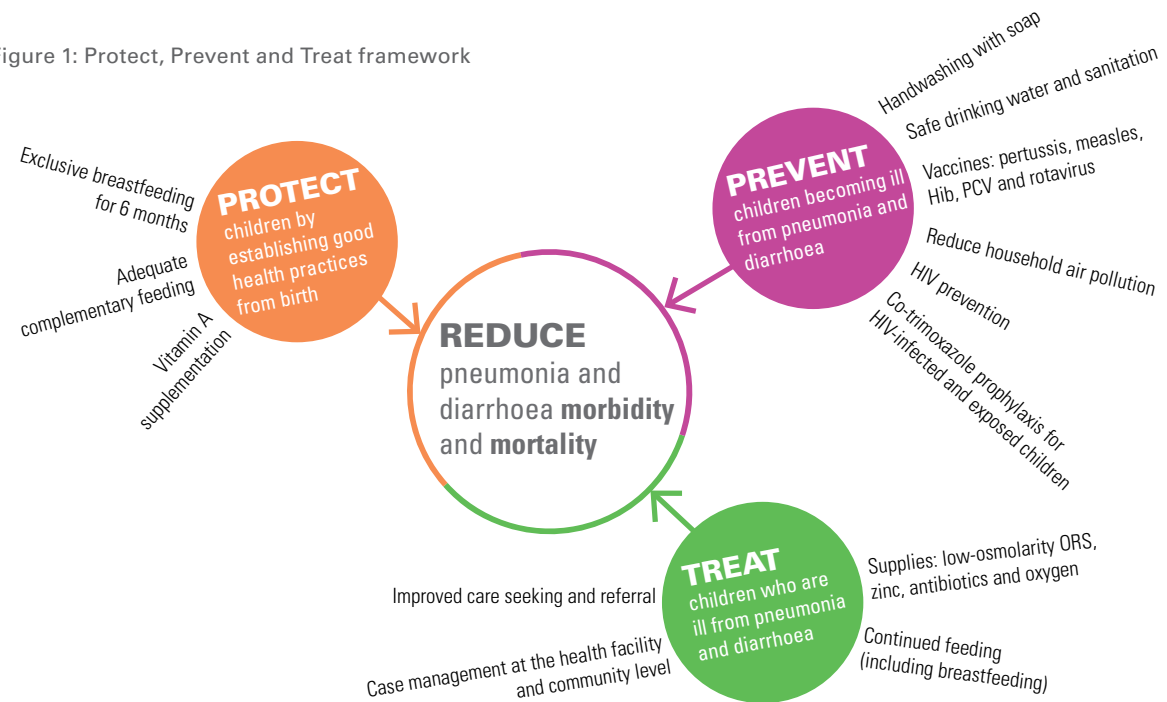 Figure 1: Protect, Prevent and Treat framework
Exclusive breastfeeding
for 6 months
Adequate
complementary feeding
Vitamin A
supplementation
PROTECT
children by
establishing good
health practices
from birth
REDUCE
pneumonia and
diarrhoea morbidity
and mortality
PREVENT
children becoming ill
from pneumonia and
diarrhoea
Handwashing with soap
Safe drinking water and sanitation
Vaccines: pertussis, measles,
Hib, PCV and rotavirus
Reduce household air pollution
HIV prevention
Co-trimoxazole prophylaxis for
HIV-infected and exposed children
TREAT
children who are
ill from pneumonia
and diarrhoea
Improved care seeking and referral
Case management at the health facility
and community level
Supplies: low-osmolarity ORS,
zinc, antibiotics and oxygen
Continued feeding
(including breastfeeding)